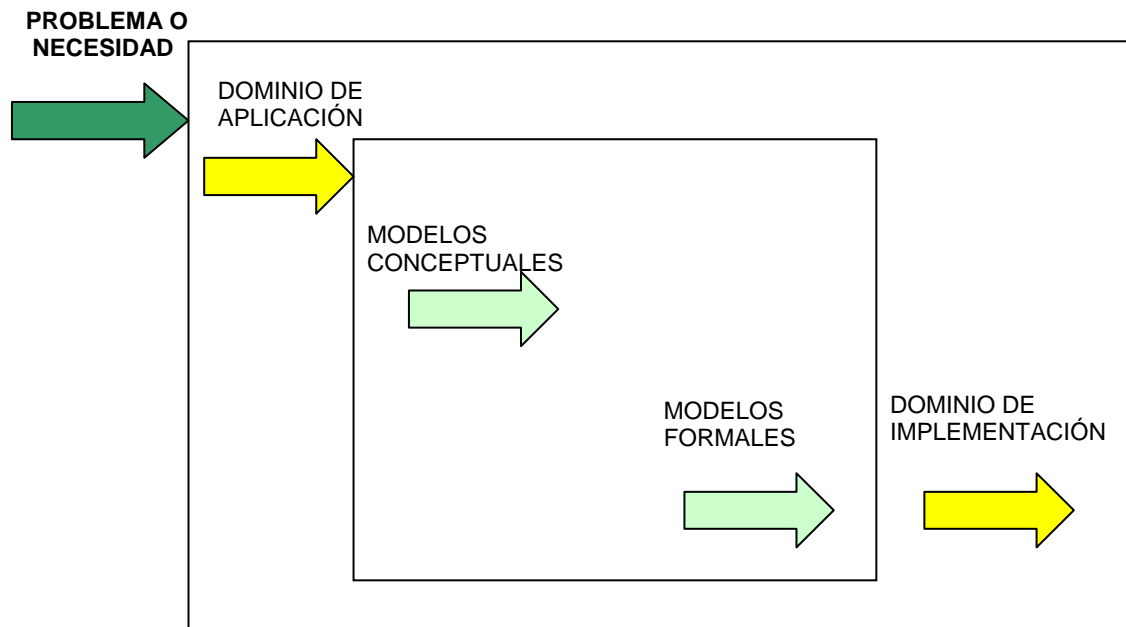 PROBLEMA O
NECESIDAD
DOMINIO DE
APLICACIÓN
MODELOS
CONCEPTUALES
MODELOS
FORMALES
DOMINIO DE
IMPLEMENTACIÓN